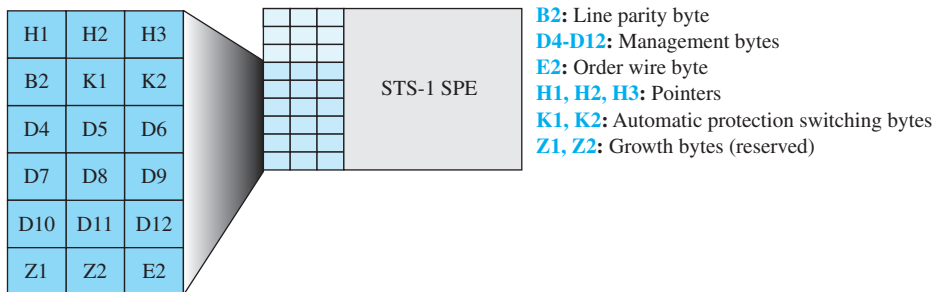 H1 H2 H3
B2 K1 K2
D4 D5 D6
D7 D8 D9
D10 D11 D12
Z1 Z2 E2
STS-1 SPE
B2: Line parity byte
D4-D12: Management bytes
E2: Order wire byte
H1, H2, H3: Pointers
K1, K2: Automatic protection switching bytes
Z1, Z2: Growth bytes (reserved)